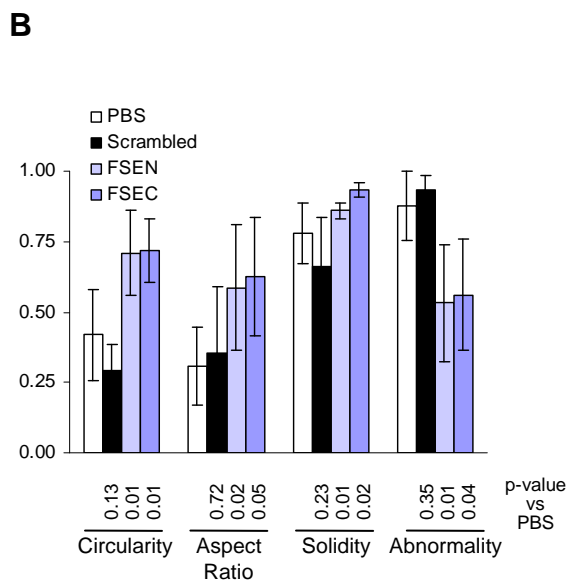 B
PBS
Scrambled
FSEN
FSEC
1.00
0.75
0.50
0.25
0.00
0.13
0.01
0.01
0.72
0.02
0.05
0.23
0.01
0.02
0.35
0.01
0.04
p-value
vs
PBS
Circularity
Aspect
Ratio
Solidity
Abnormality